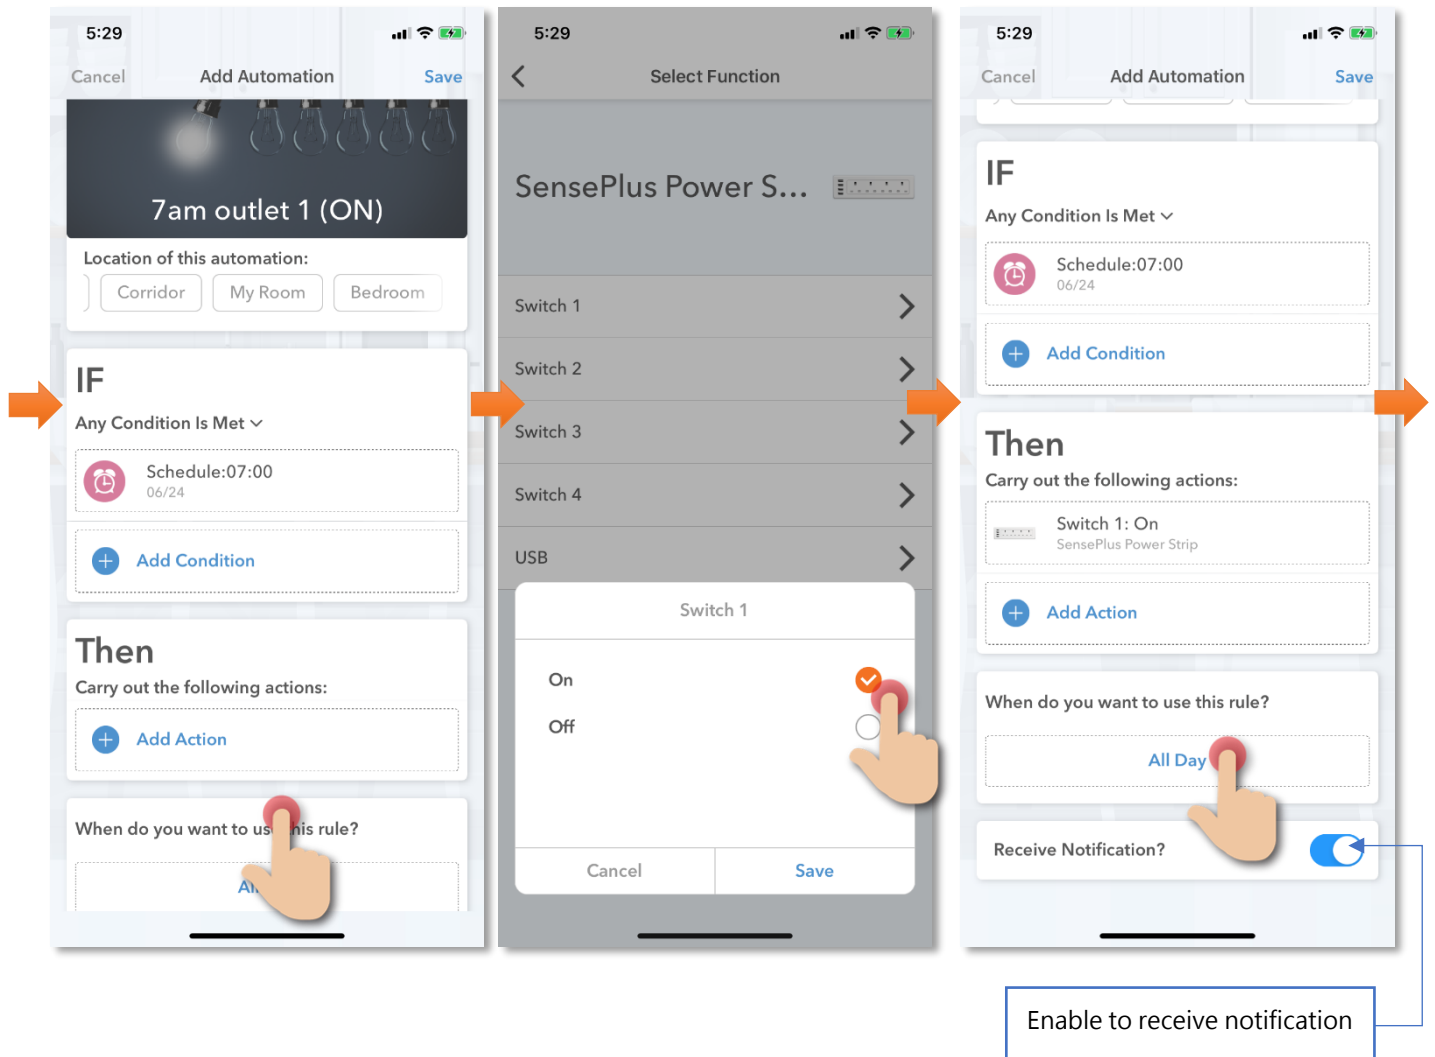 5:29
Cancel Add Automation Save
7am outlet 1 (ON)
Location of this automation:
Corridor My Room Bedroom
IF
Any Condition Is Met
Schedule:07:00
06/24
Add Condition
Then
Carry out the following actions:
Add Action
When do you want to use this rule?
5:29
Select Function
SensePlus Power S...
Switch 1
Switch 2
Switch 3
Switch 4
USB
Switch 1
On
Off
Cancel Save
5:29
Cancel Add Automation Save
IF
Any Condition Is Met
Schedule:07:00
06/24
Add Condition
Then
Carry out the following actions:
Switch 1: On
SensePlus Power Strip
Add Action
When do you want to use this rule?
All Day
Receive Notification?
Enable to receive notification